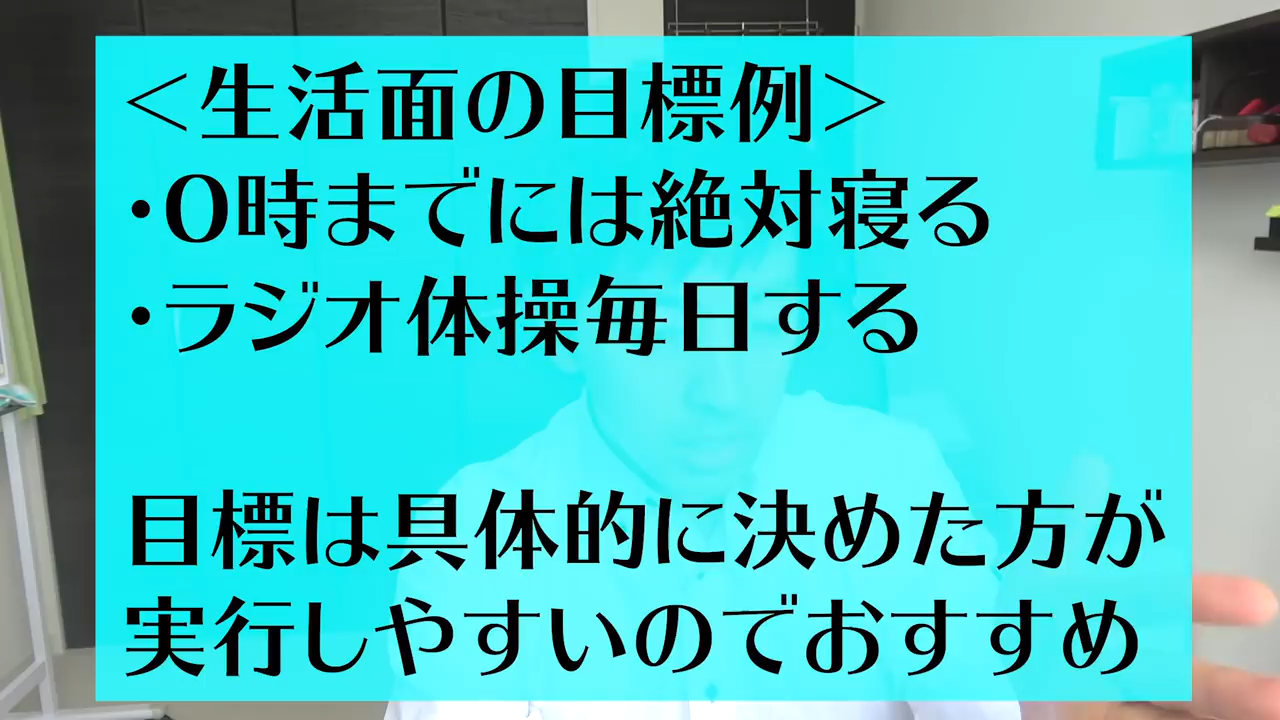 ＜生活面の目標例＞
・０時までには絶対寝る
・ラジオ体操毎日する
目標は具体的に決めた方が
実行しやすいのでおすすめ